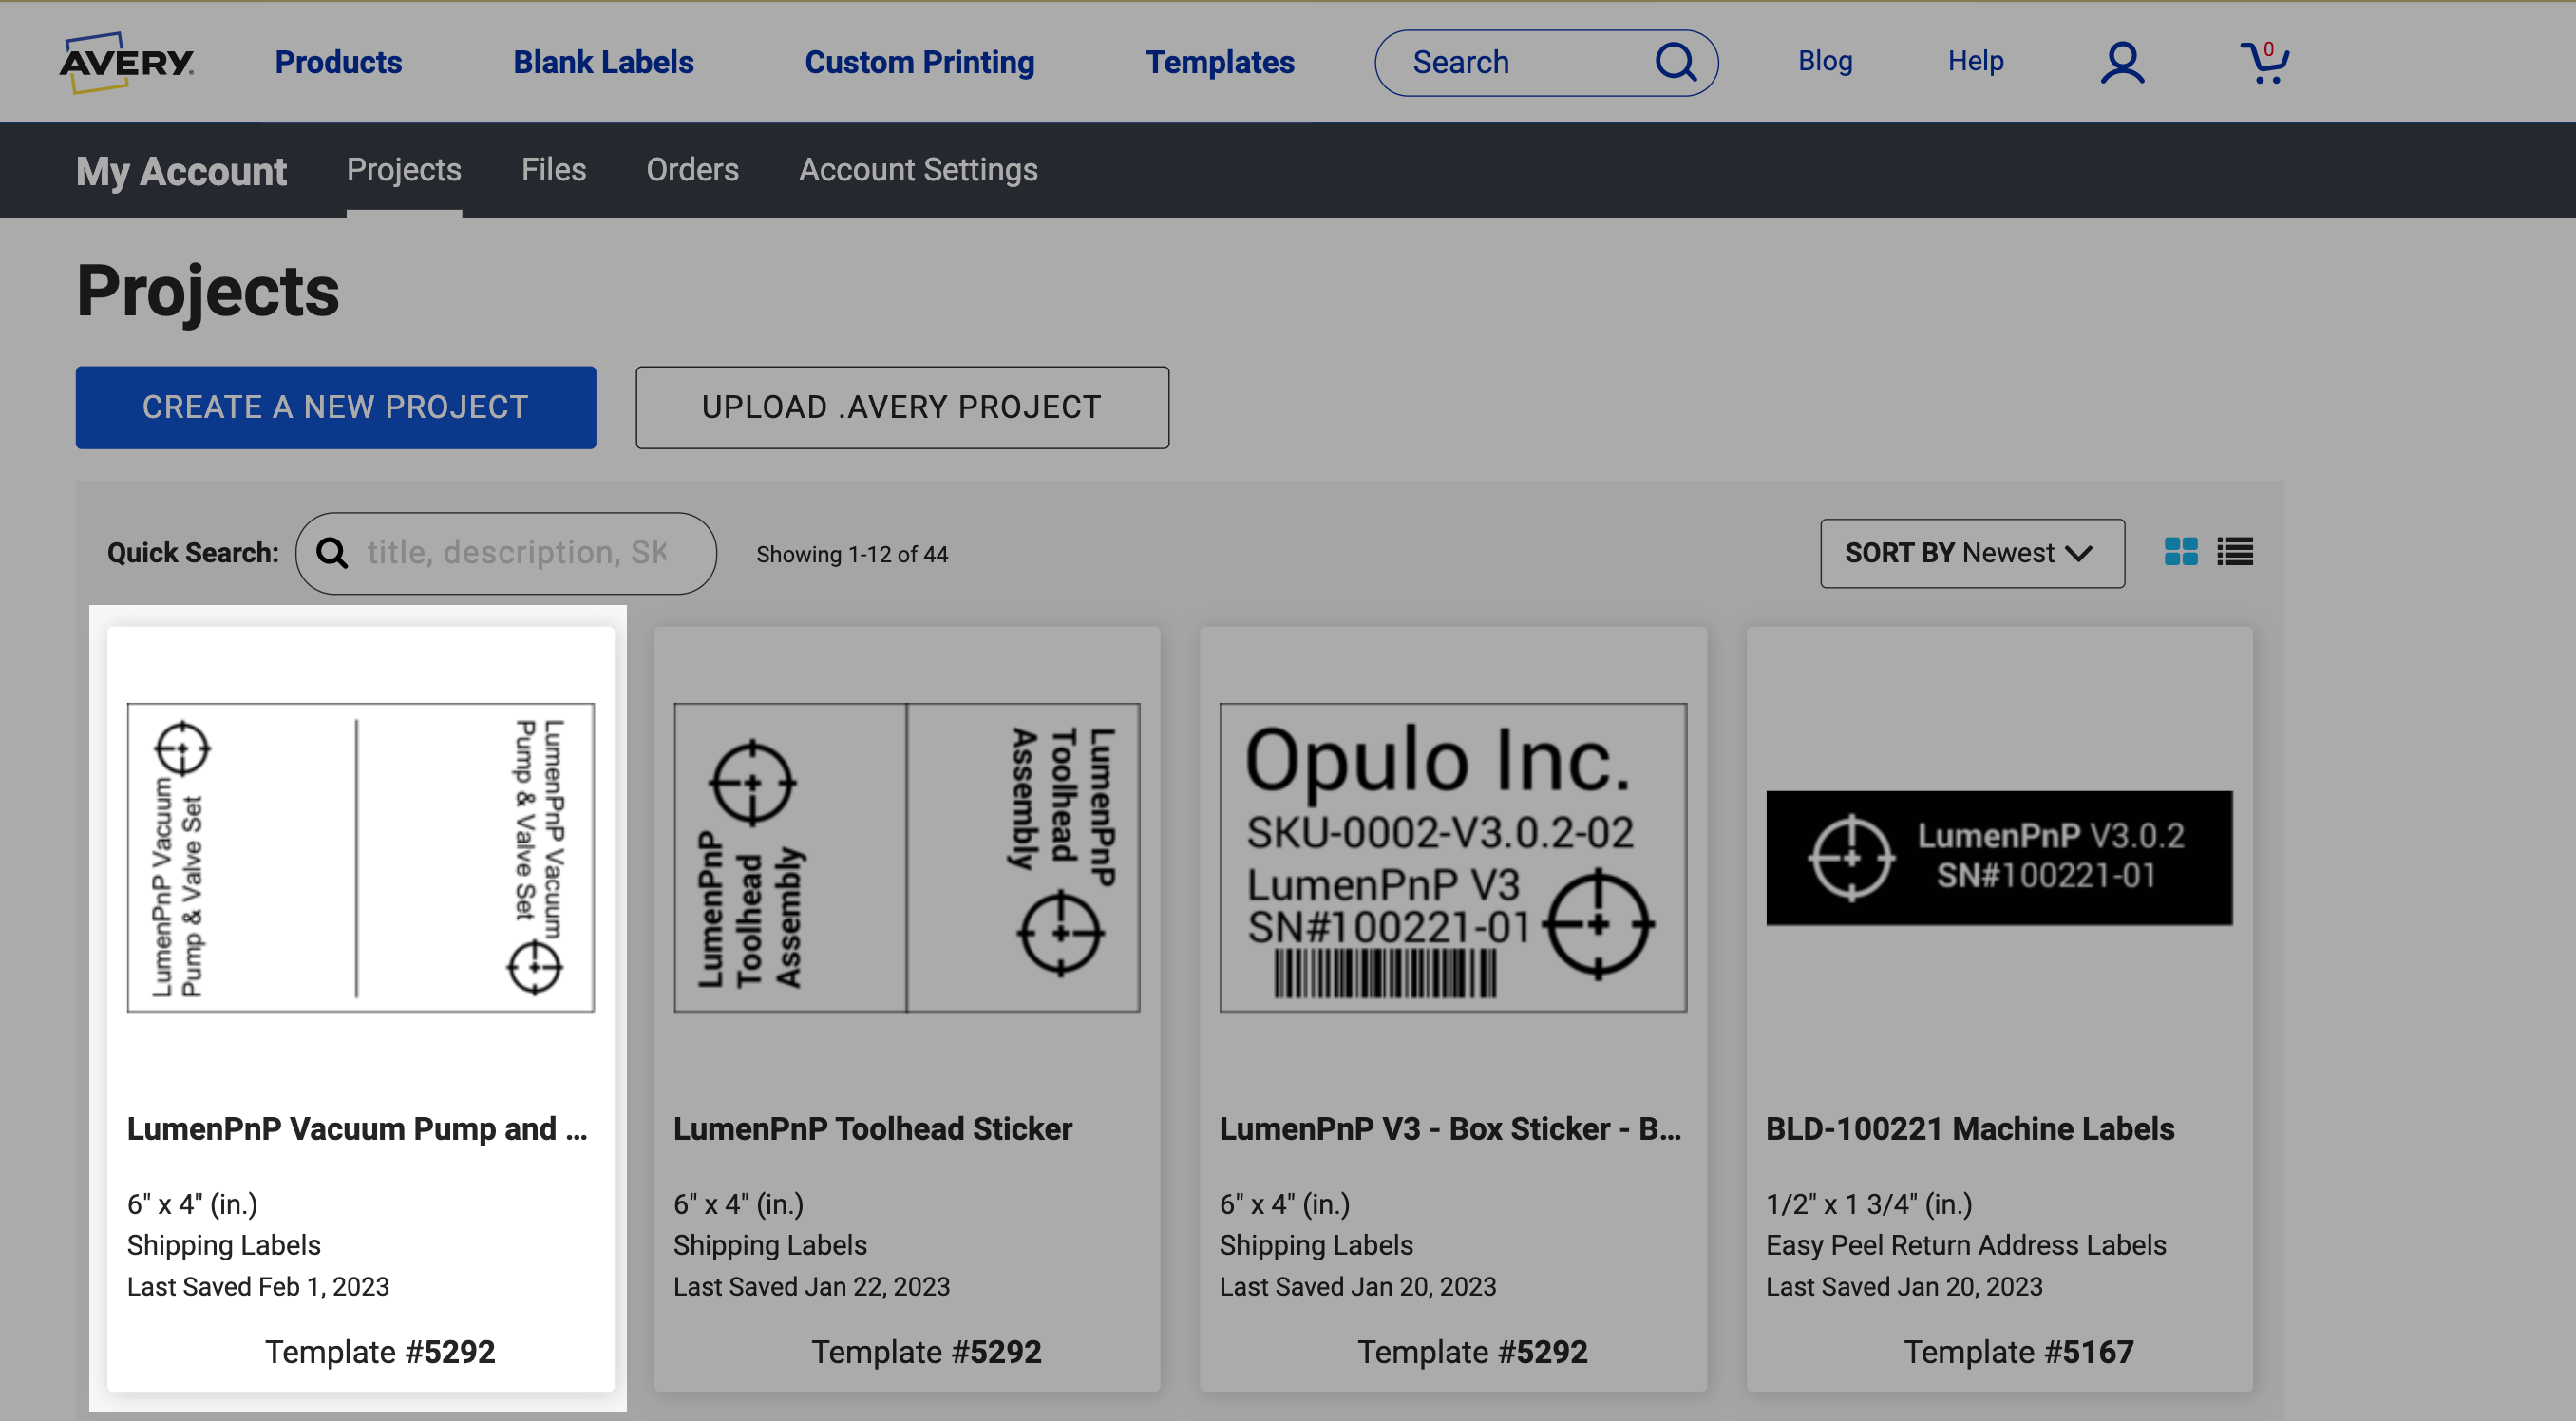 AVERY
Products
Blank Labels
Custom Printing
Templates
Search
Blog
Help
0
My Account
Projects
Files
Orders
Account Settings
Projects
CREATE A NEW PROJECT
UPLOAD .AVERY PROJECT
Quick Search:
title, description, SK
Showing 1-12 of 44
SORT BY Newest
LumenPnP Vacuum
Pump & Valve Set
LumenPnP Vacuum
Pump & Valve Set
LumenPnP Vacuum Pump and ...
6" x 4" (in.)
Shipping Labels
Last Saved Feb 1, 2023
Template #5292
LumenPnP
Toolhead
Assembly
LumenPnP
Toolhead
Assembly
LumenPnP Toolhead Sticker
6" x 4" (in.)
Shipping Labels
Last Saved Jan 22, 2023
Template #5292
Opulo Inc.
SKU-0002-V3.0.2-02
LumenPnP V3
SN#100221-01
LumenPnP V3 - Box Sticker - B...
6" x 4" (in.)
Shipping Labels
Last Saved Jan 20, 2023
Template #5292
LumenPnP V3.0.2
SN#100221-01
BLD-100221 Machine Labels
1/2" x 1 3/4" (in.)
Easy Peel Return Address Labels
Last Saved Jan 20, 2023
Template #5167